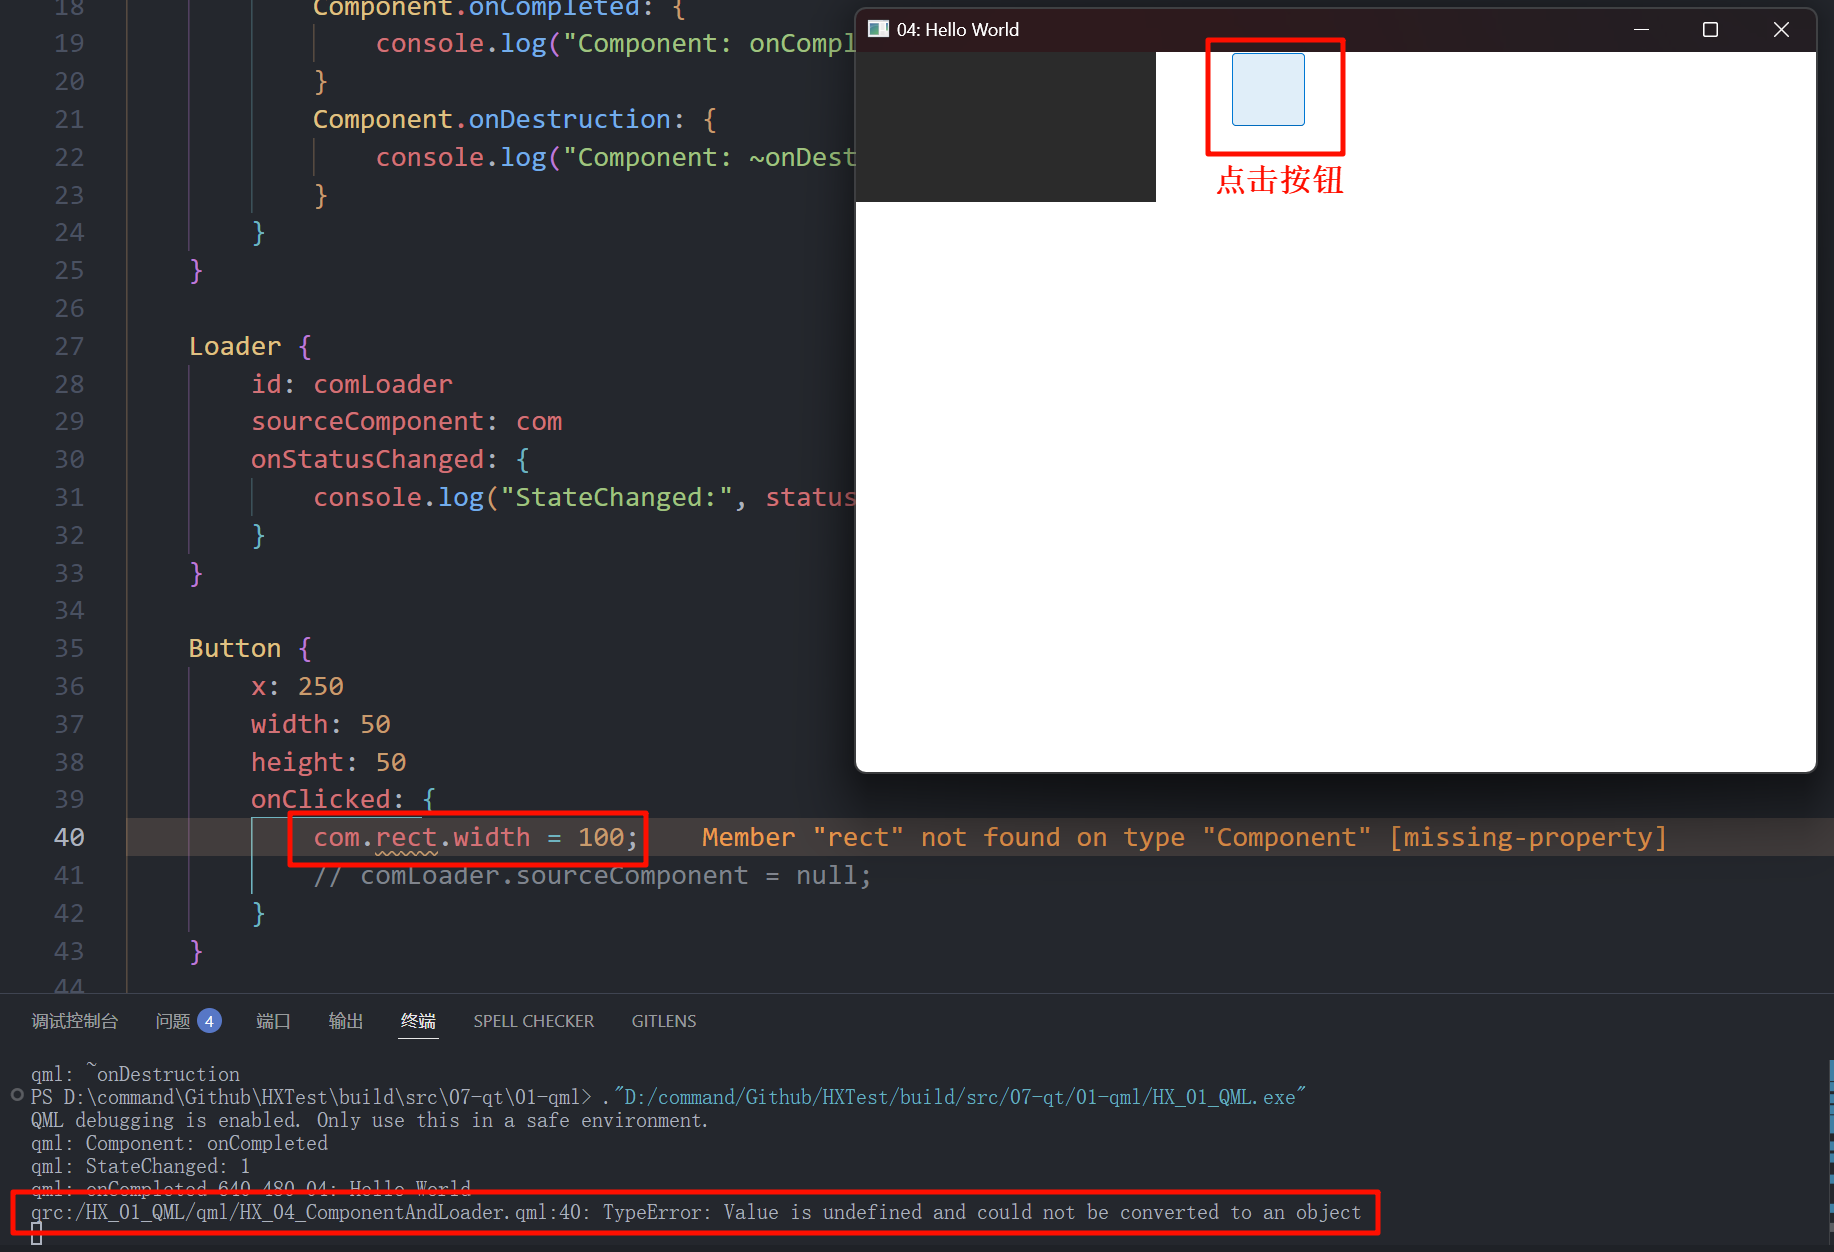 18 Component.onCompleted: {
19 console.log("Component: onCompl
20 }
21 Component.onDestruction: {
22 console.log("Component: ~onDest
23 }
24 }
25 }
26
27 Loader {
28 id: comLoader
29 sourceComponent: com
30 onStatusChanged: {
31 console.log("StateChanged:", status
32 }
33 }
34
35 Button {
36 x: 250
37 width: 50
38 height: 50
39 onClicked: {
40 com.rect.width = 100; Member "rect" not found on type "Component" [missing-property]
41 // comLoader.sourceComponent = null;
42 }
43 }
44
04: Hello World
点击按钮
调试控制台 问题 4 端口 输出 终端 SPELL CHECKER GITLENS
qml: ~onDestruction
PS D:\command\Github\HXTest\build\src\07-qt\01-qml> ."D:/command/Github/HXTest/build/src/07-qt/01-qml/HX_01_QML.exe"
QML debugging is enabled. Only use this in a safe environment.
qml: Component: onCompleted
qml: StateChanged: 1
qml: onCompleted 640 480 04: Hello World
qrc:/HX_01_QML/qml/HX_04_ComponentAndLoader.qml:40: TypeError: Value is undefined and could not be converted to an object